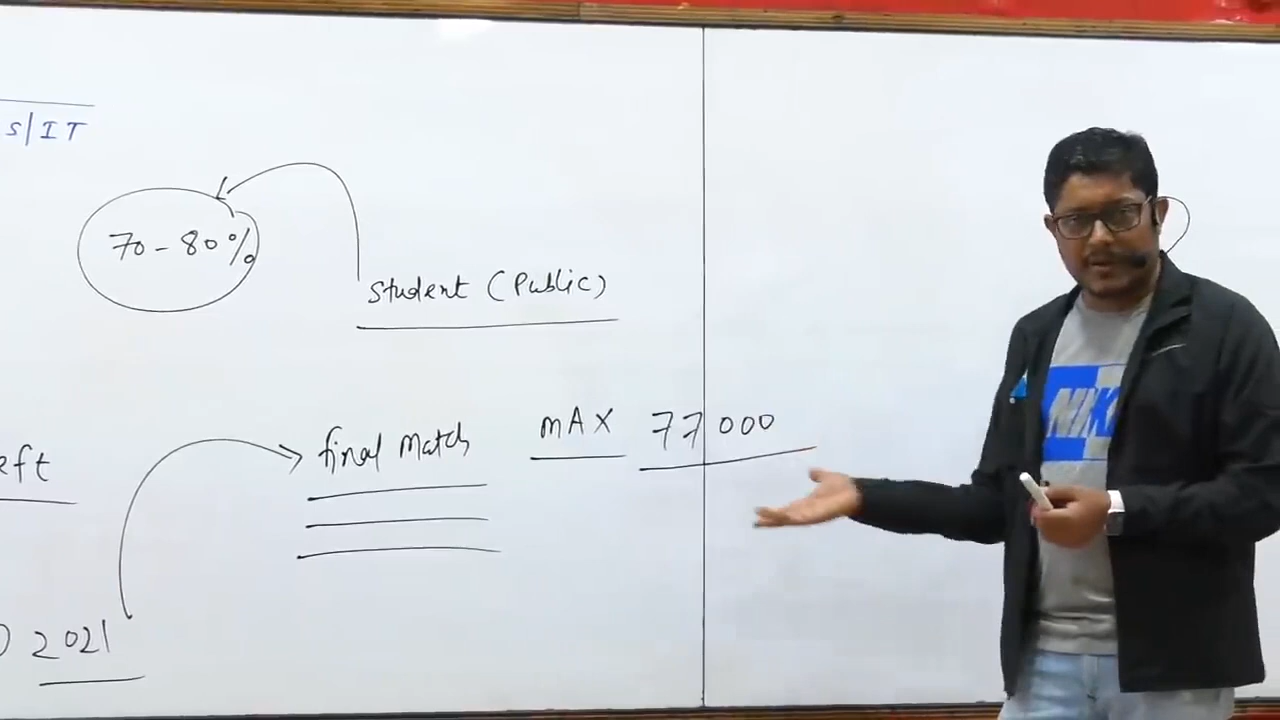 S/IT
70-80%
student (Public)
final Match mAX 77000
eft
2021